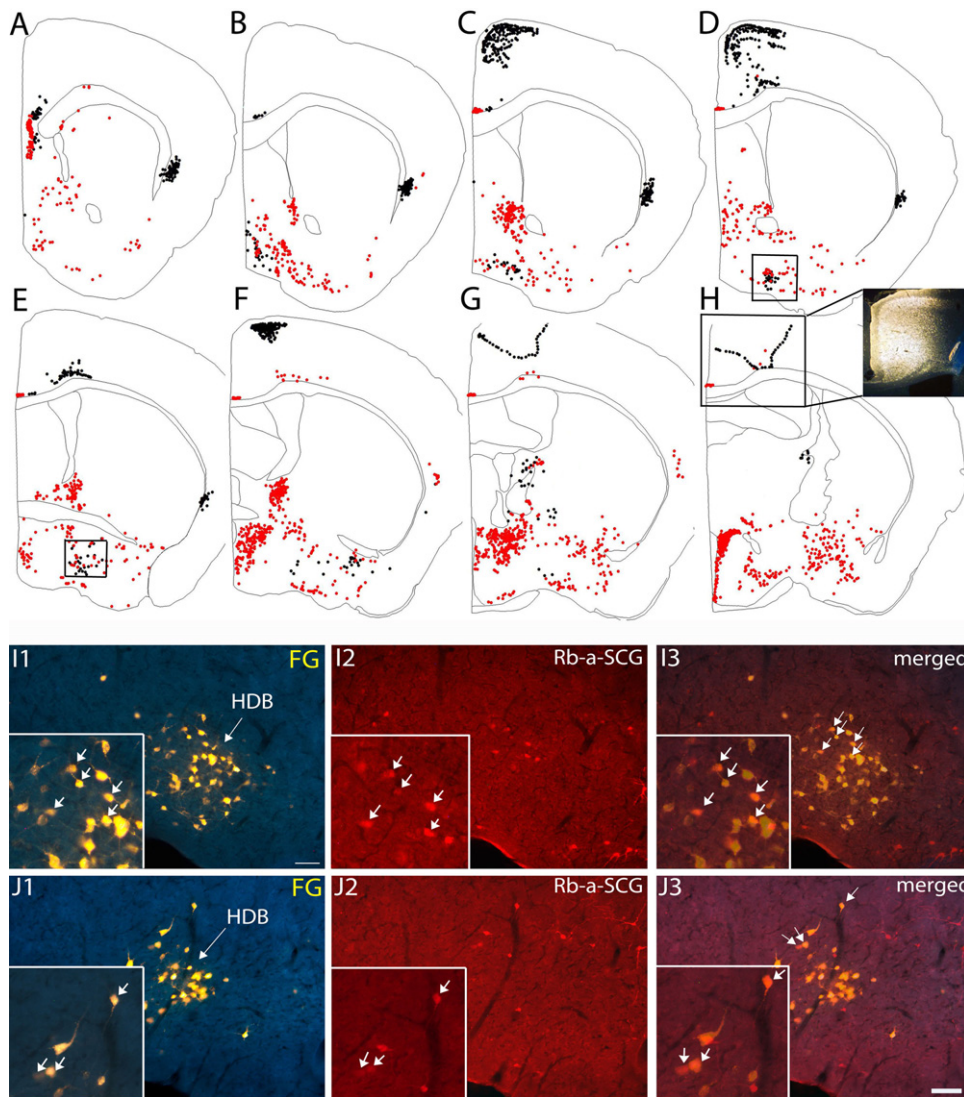 A B C D
E F G H
I1 FG HDB
I2 Rb-a-SCG
I3 merged
J1 FG HDB
J2 Rb-a-SCG
J3 merged